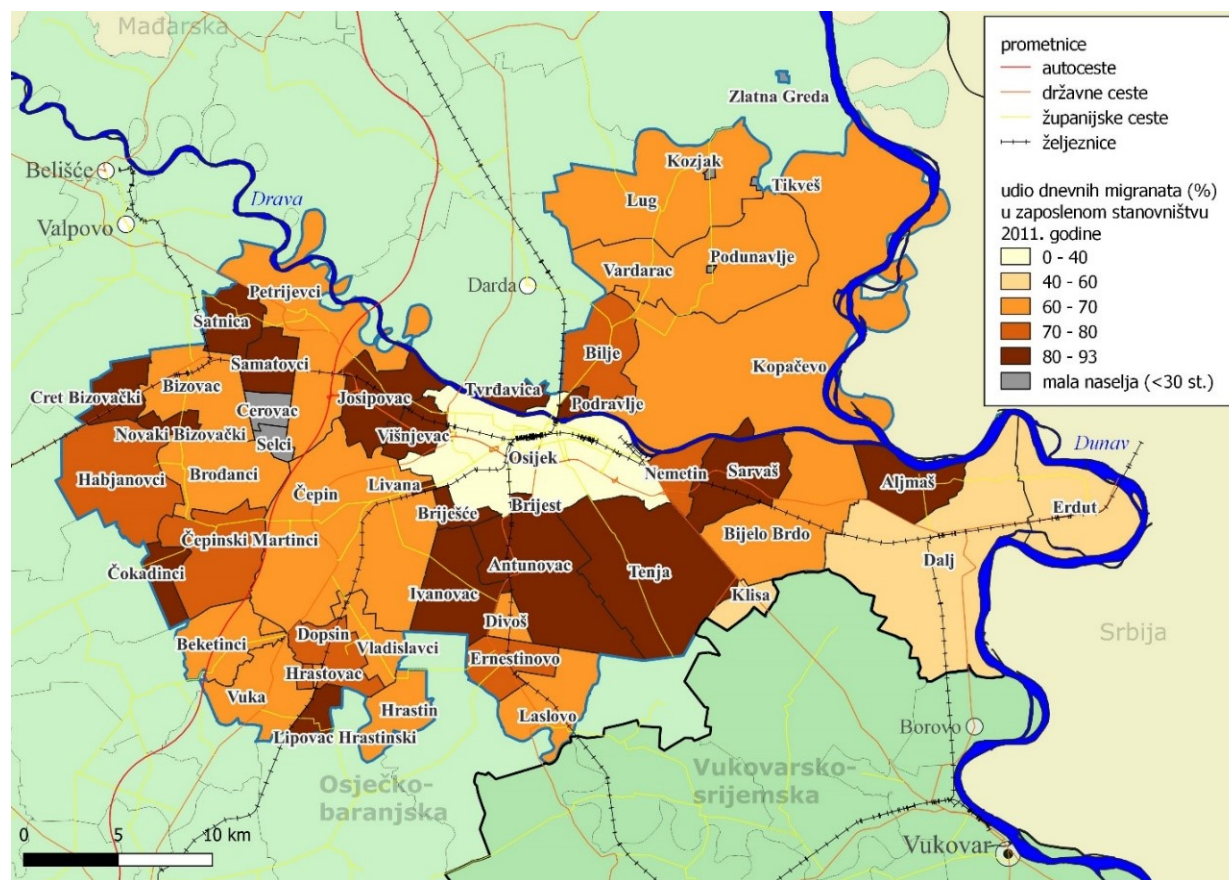 Mađarska
prometnice
autoceste
državne ceste
županijske ceste
željeznice
udio dnevnih migranata (%)
u zaposlenom stanovništvu
2011. godine
0 - 40
40 - 60
60 - 70
70 - 80
80 - 93
mala naselja (<30 st.)
Zlatna Greda
Belišće
Kozjak
Tikveš
Drava
Lug
Valpovo
Podunavlje
Vardarac
Darda
Petrijevci
Satnica
Bilje
Samatovci
Kopačevo
Bizovac
Cret Bizovački
Tvrđavica
Josipovac
Podravlje
Cerovac
Novaki Bizovački
Višnjevac
Selci
Dunav
Osijek
Nemetin
Sarvaš
Habjanovci
Brođanci
Livana
Čepin
Aljmaš
Erdut
Brijest
Briješće
Bijelo Brdo
Čepinski Martinci
Dalj
Antunovac
Čokadinci
Tenja
Ivanovac
Klisa
Divoš
Dopsin
Srbija
Beketinci
Vladislavci
Ernestinovo
Hrastovac
Vuka
Hrastin
Laslovo
Borovo
Lipovac Hrastinski
Osječko-
baranjska
Vukovarsko-
srijemska
0 5 10 km
Vukovar